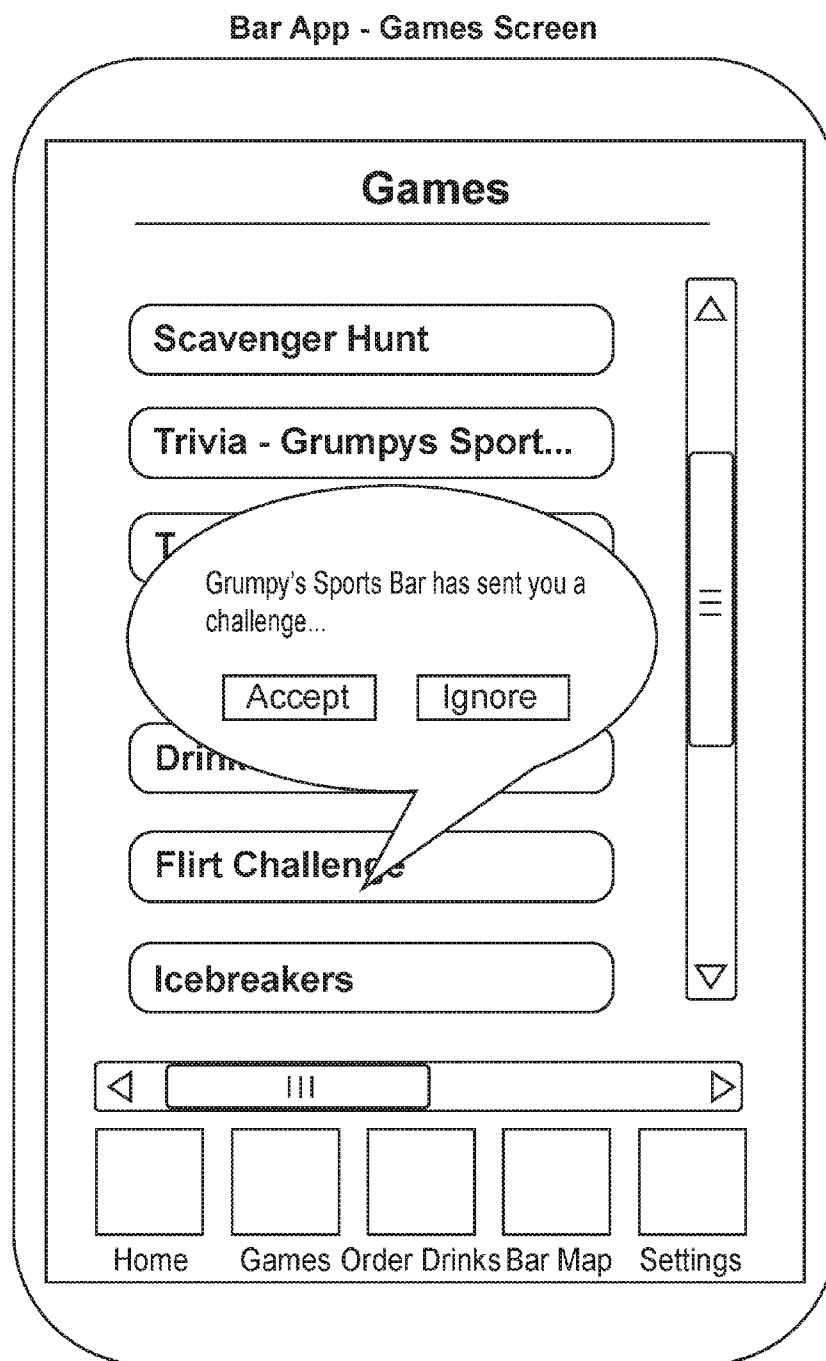 Bar App - Games Screen
Games
Scavenger Hunt
Trivia - Grumpys Sport...
T
Grumpy's Sports Bar has sent you a
challenge...
Accept Ignore
Drink
Flirt Challenge
Icebreakers
Home Games Order Drinks Bar Map Settings